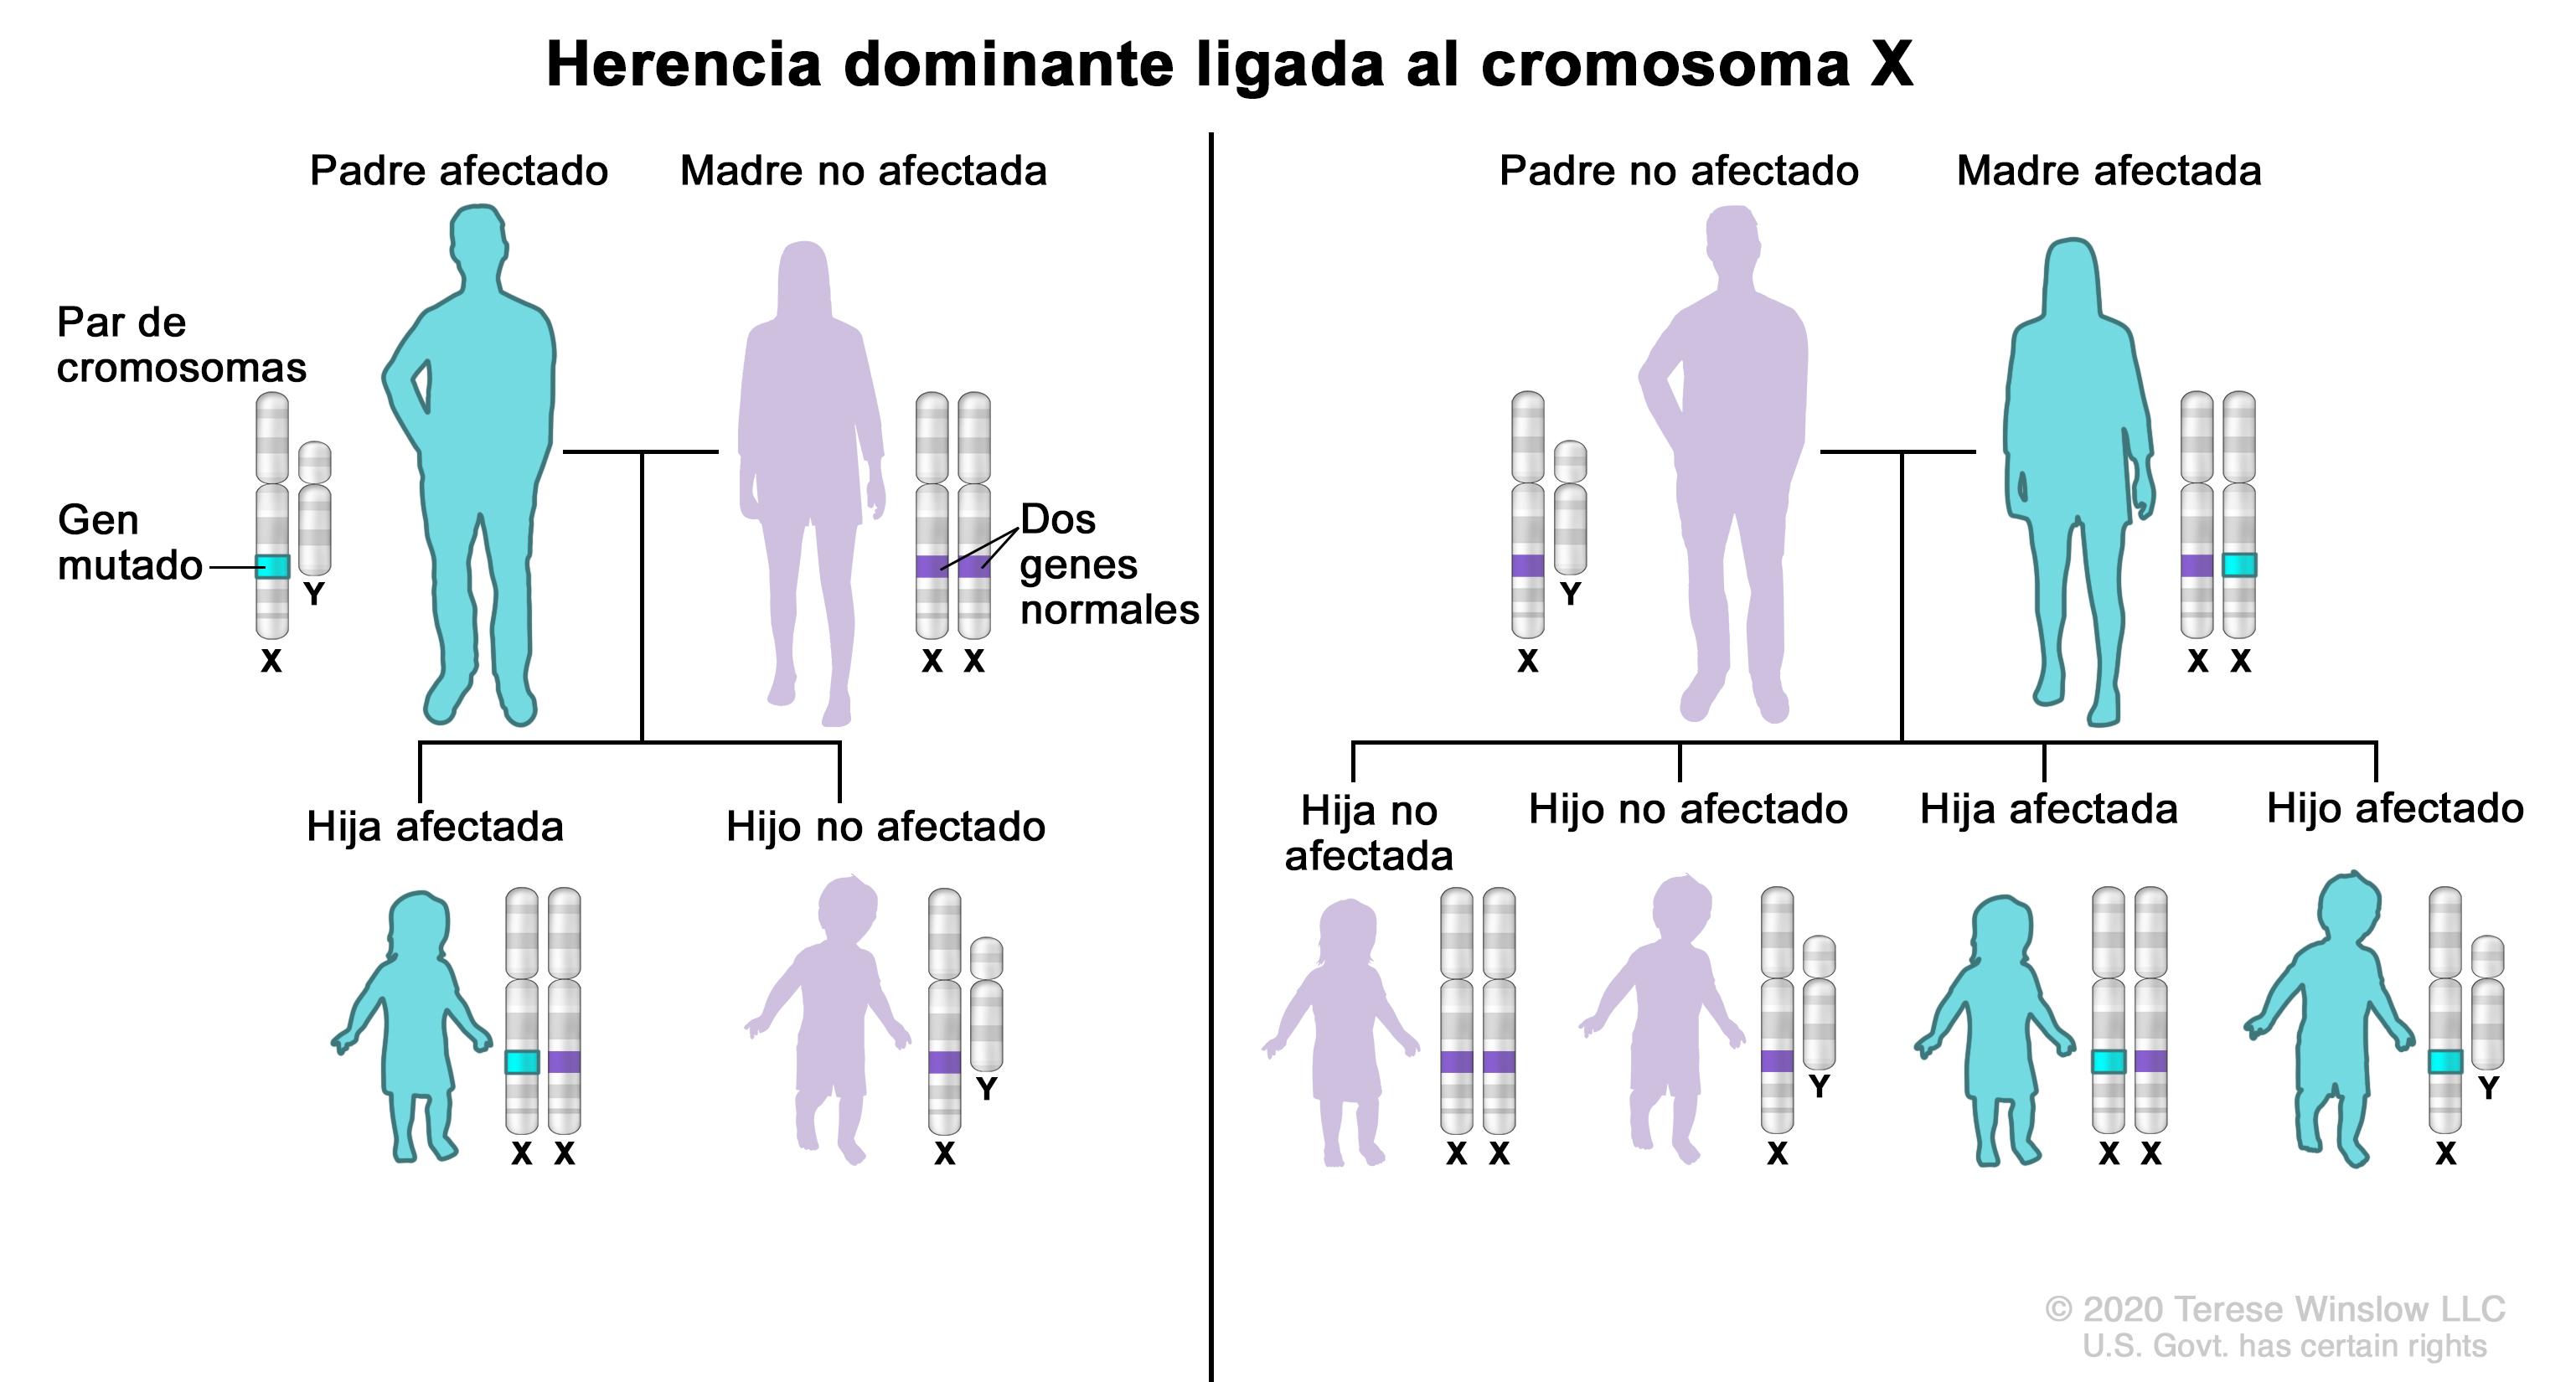 Herencia dominante ligada al cromosoma X
Padre afectado
Madre no afectada
Par de
cromosomas
Gen
mutado
Y
X
X X
Dos
genes
normales
Hija afectada
Hijo no afectado
X X
X
Y
Padre no afectado
Madre afectada
X
Y
X X
Hija no
afectada
Hijo no afectado
Hija afectada
Hijo afectado
X X
X
Y
X X
X
Y
© 2020 Terese Winslow LLC
U.S. Govt. has certain rights